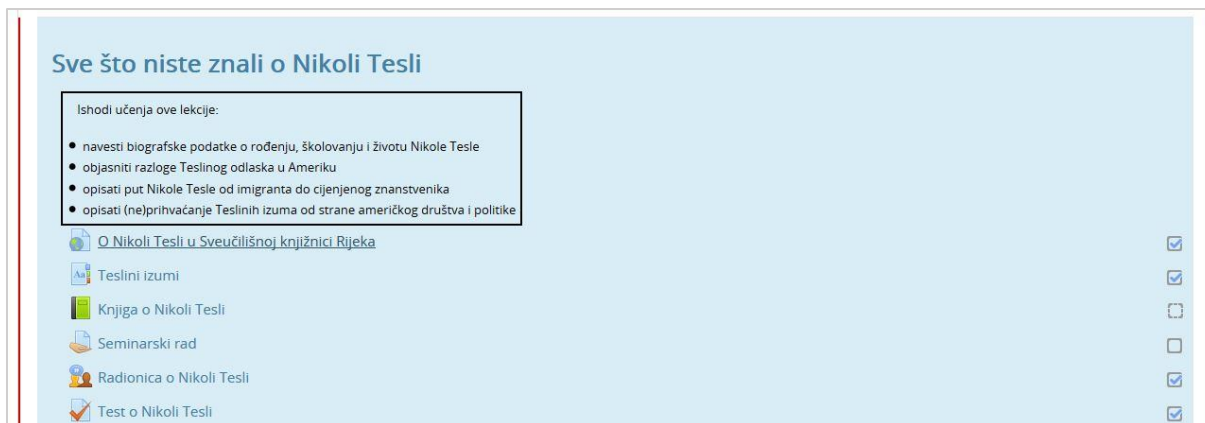 Sve što niste znali o Nikoli Tesli
Ishodi učenja ove lekcije:
navesti biografske podatke o rođenju, školovanju i životu Nikole Tesle
objasniti razloge Teslinog odlaska u Ameriku
opisati put Nikole Tesle od imigranta do cijenjenog znanstvenika
opisati (ne)prihvaćanje Teslinih izuma od strane američkog društva i politike
O Nikoli Tesli u Sveučilišnoj knjižnici Rijeka
Teslini izumi
Knjiga o Nikoli Tesli
Seminarski rad
Radionica o Nikoli Tesli
Test o Nikoli Tesli